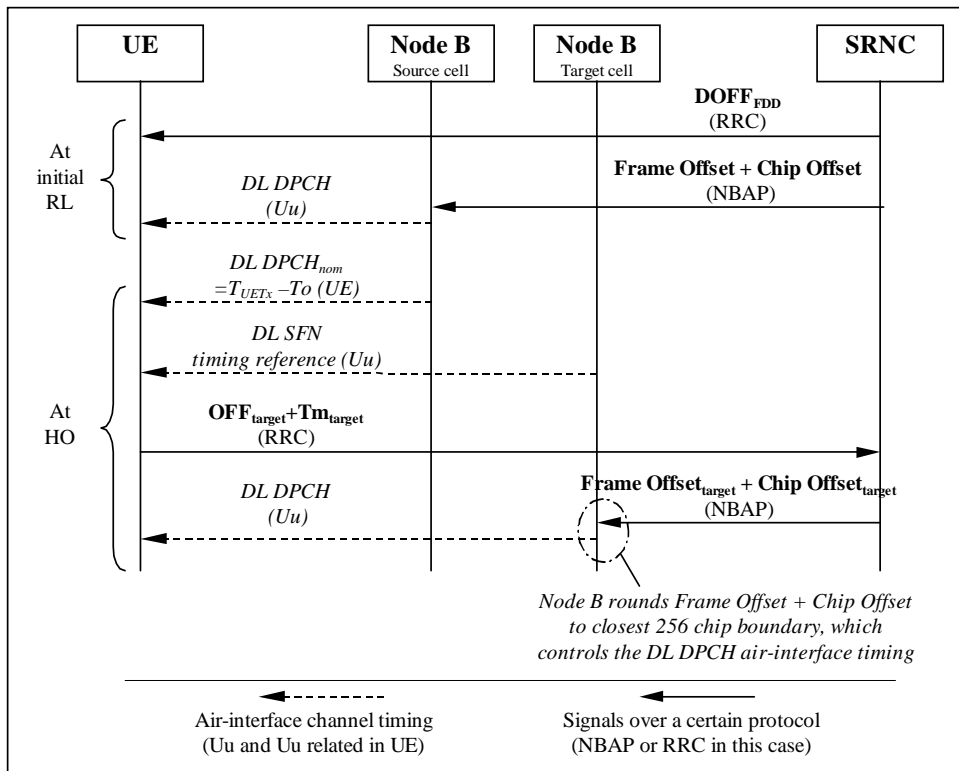 UE
Node B
Source cell
Node B
Target cell
SRNC
DOFF_FDD
(RRC)
At
initial
RL
Frame Offset + Chip Offset
(NBAP)
DL DPCH
(Uu)
DL DPCH_nom
=T_UETx –To (UE)
DL SFN
timing reference (Uu)
At
HO
OFF_target+Tm_target
(RRC)
Frame Offset_target + Chip Offset_target
(NBAP)
DL DPCH
(Uu)
Node B rounds Frame Offset + Chip Offset
to closest 256 chip boundary, which
controls the DL DPCH air-interface timing
Air-interface channel timing
(Uu and Uu related in UE)
Signals over a certain protocol
(NBAP or RRC in this case)